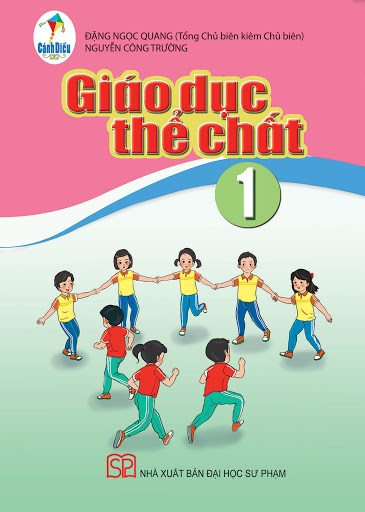 Cánh Diều
ĐẶNG NGỌC QUANG (Tổng Chủ biên kiêm Chủ biên)
NGUYỄN CÔNG TRƯỜNG
Giáo dục
thể chất
1
SP
NHÀ XUẤT BẢN ĐẠI HỌC SƯ PHẠM